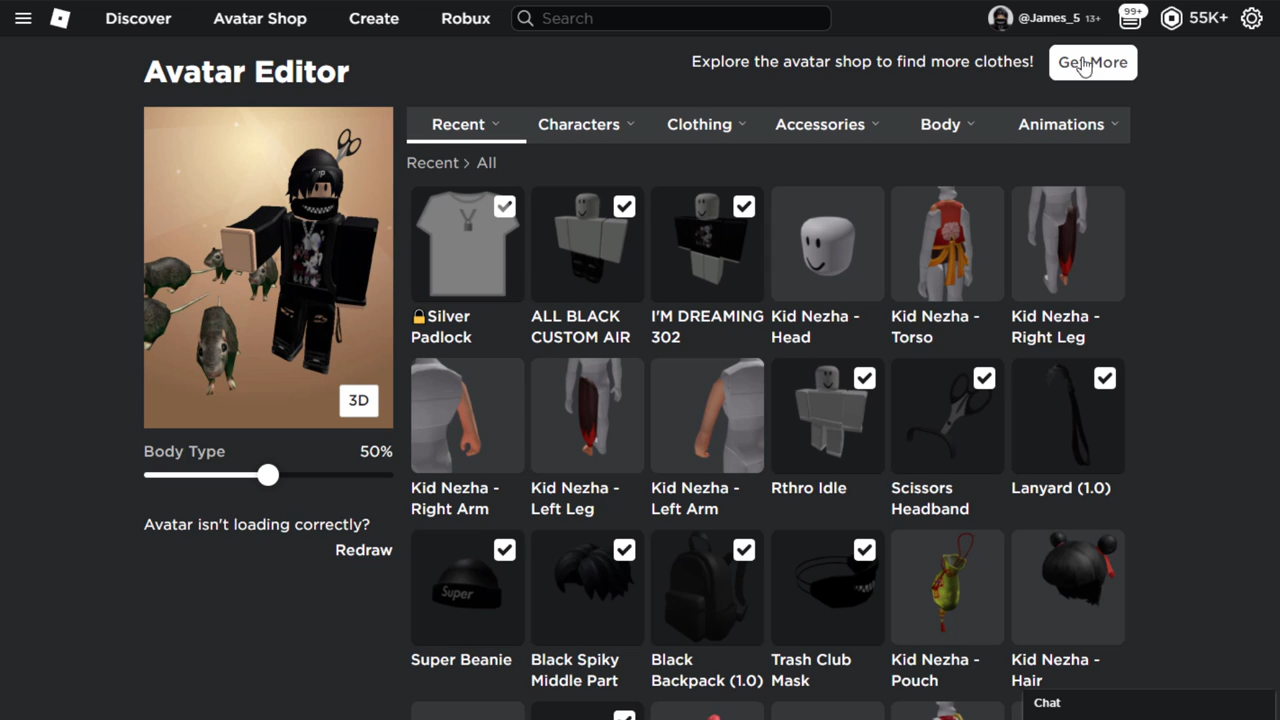 Discover Avatar Shop Create Robux Search @James_5 13+ 99+ 55K+
Avatar Editor
Explore the avatar shop to find more clothes! Get More
Recent Characters Clothing Accessories Body Animations
Recent > All
🔒Silver Padlock
ALL BLACK CUSTOM AIR
I'M DREAMING 302
Kid Nezha - Head
Kid Nezha - Torso
Kid Nezha - Right Leg
3D
Body Type 50%
Avatar isn't loading correctly?
Redraw
Kid Nezha - Right Arm
Kid Nezha - Left Leg
Kid Nezha - Left Arm
Rthro Idle
Scissors Headband
Lanyard (1.0)
Super
Super Beanie
Black Spiky Middle Part
Black Backpack (1.0)
Trash Club Mask
Kid Nezha - Pouch
Kid Nezha - Hair
Chat